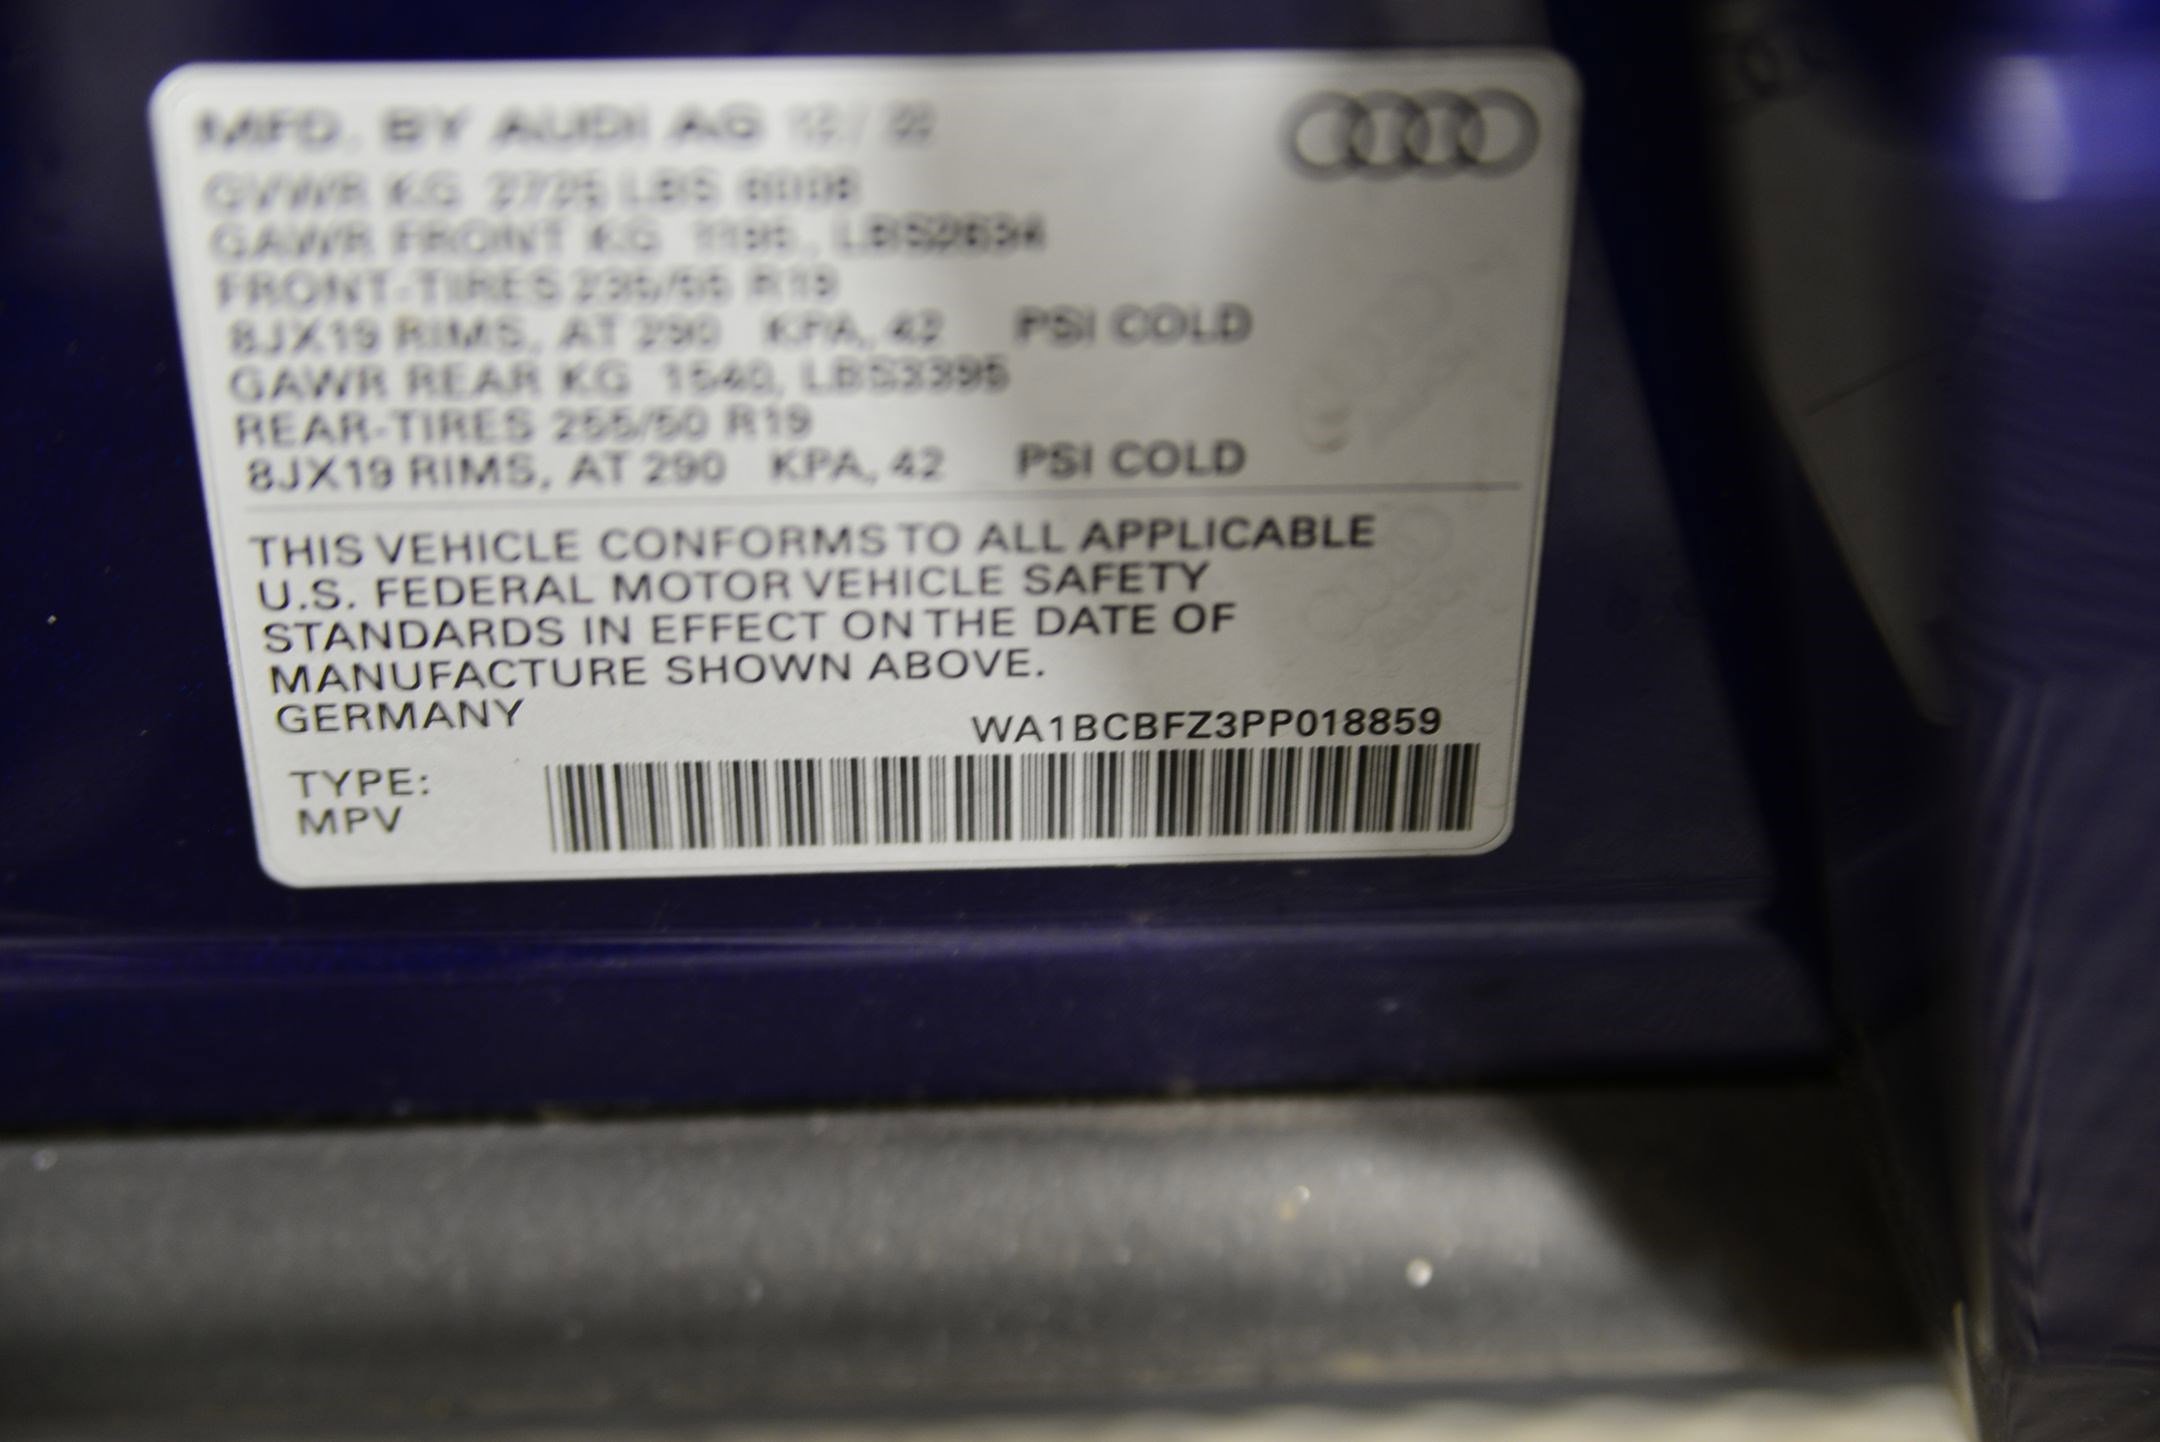 MFD. BY AUDI AG
GVWR KG 2725 LBS 6008
GAWR FRONT KG 1195, LBS2634
FRONT-TIRES 235/55 R19
8JX19 RIMS, AT 290 KPA, 42 PSI COLD
GAWR REAR KG 1540, LBS3395
REAR-TIRES 255/50 R19
8JX19 RIMS, AT 290 KPA, 42 PSI COLD
THIS VEHICLE CONFORMS TO ALL APPLICABLE
U.S. FEDERAL MOTOR VEHICLE SAFETY
STANDARDS IN EFFECT ON THE DATE OF
MANUFACTURE SHOWN ABOVE.
GERMANY
WA1BCBFZ3PP018859
TYPE:
MPV